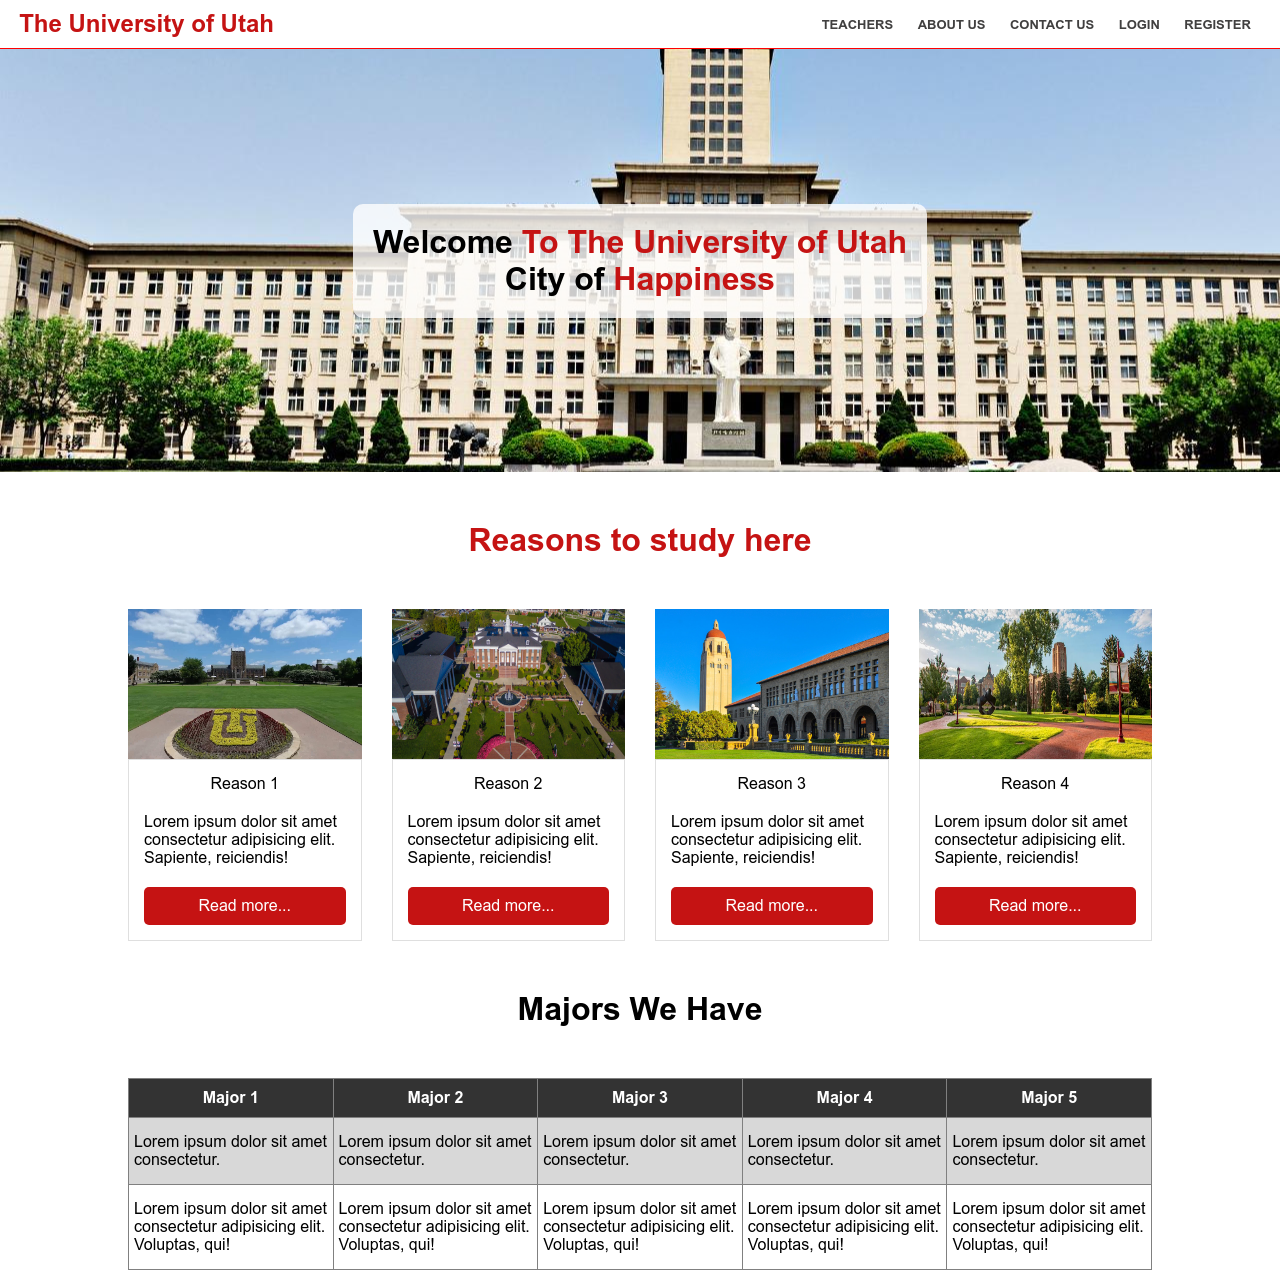 The University of Utah
TEACHERS ABOUT US CONTACT US LOGIN REGISTER
Welcome To The University of Utah
City of Happiness
Reasons to study here
Reason 1
Lorem ipsum dolor sit amet
consectetur adipisicing elit.
Sapiente, reiciendis!
Read more...
Reason 2
Lorem ipsum dolor sit amet
consectetur adipisicing elit.
Sapiente, reiciendis!
Read more...
Reason 3
Lorem ipsum dolor sit amet
consectetur adipisicing elit.
Sapiente, reiciendis!
Read more...
Reason 4
Lorem ipsum dolor sit amet
consectetur adipisicing elit.
Sapiente, reiciendis!
Read more...
Majors We Have
Major 1 Major 2 Major 3 Major 4 Major 5
Lorem ipsum dolor sit amet Lorem ipsum dolor sit amet Lorem ipsum dolor sit amet Lorem ipsum dolor sit amet Lorem ipsum dolor sit amet
consectetur. consectetur. consectetur. consectetur. consectetur.
Lorem ipsum dolor sit amet Lorem ipsum dolor sit amet Lorem ipsum dolor sit amet Lorem ipsum dolor sit amet Lorem ipsum dolor sit amet
consectetur adipisicing elit. consectetur adipisicing elit. consectetur adipisicing elit. consectetur adipisicing elit. consectetur adipisicing elit.
Voluptas, qui! Voluptas, qui! Voluptas, qui! Voluptas, qui! Voluptas, qui!